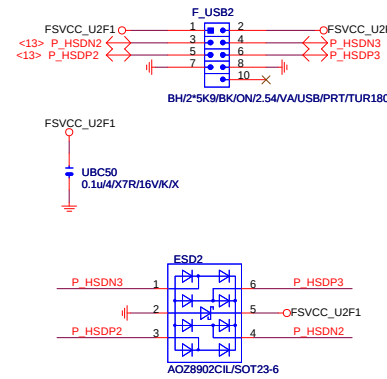 F_USB2
FSVCC_U2F1 1 2 FSVCC_U2F
<13> P_HSDN2 3 4 P_HSDN3
<13> P_HSDP2 5 6 P_HSDP3
7 8
10
BH/2*5K9/BK/ON/2.54/VA/USB/PRT/TUR180
FSVCC_U2F1
UBC50
0.1u/4/X7R/16V/K/X
ESD2
P_HSDN3 1 6 P_HSDP3
2 5 FSVCC_U2F1
P_HSDP2 3 4 P_HSDN2
AOZ8902CIL/SOT23-6